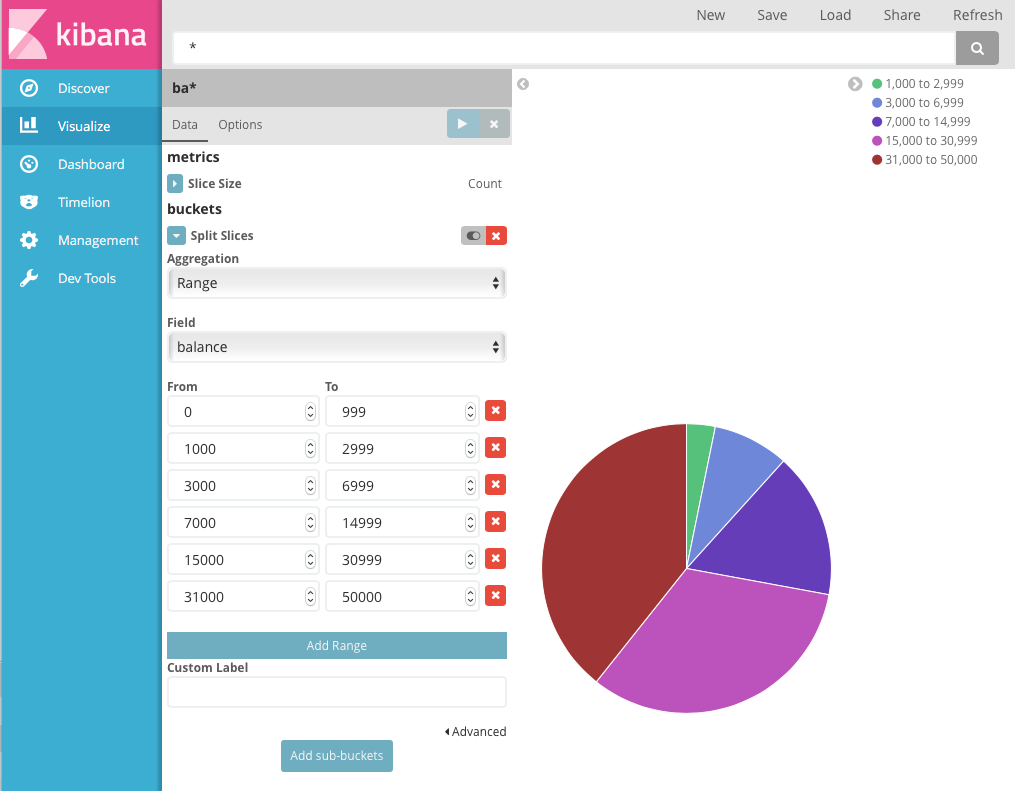 kibana
New Save Load Share Refresh
*
Discover
Visualize
Dashboard
Timelion
Management
Dev Tools
ba*
Data Options
metrics
Slice Size Count
buckets
Split Slices
Aggregation
Range
Field
balance
From To
0 999
1000 2999
3000 6999
7000 14999
15000 30999
31000 50000
Add Range
Custom Label
Advanced
Add sub-buckets
1,000 to 2,999
3,000 to 6,999
7,000 to 14,999
15,000 to 30,999
31,000 to 50,000